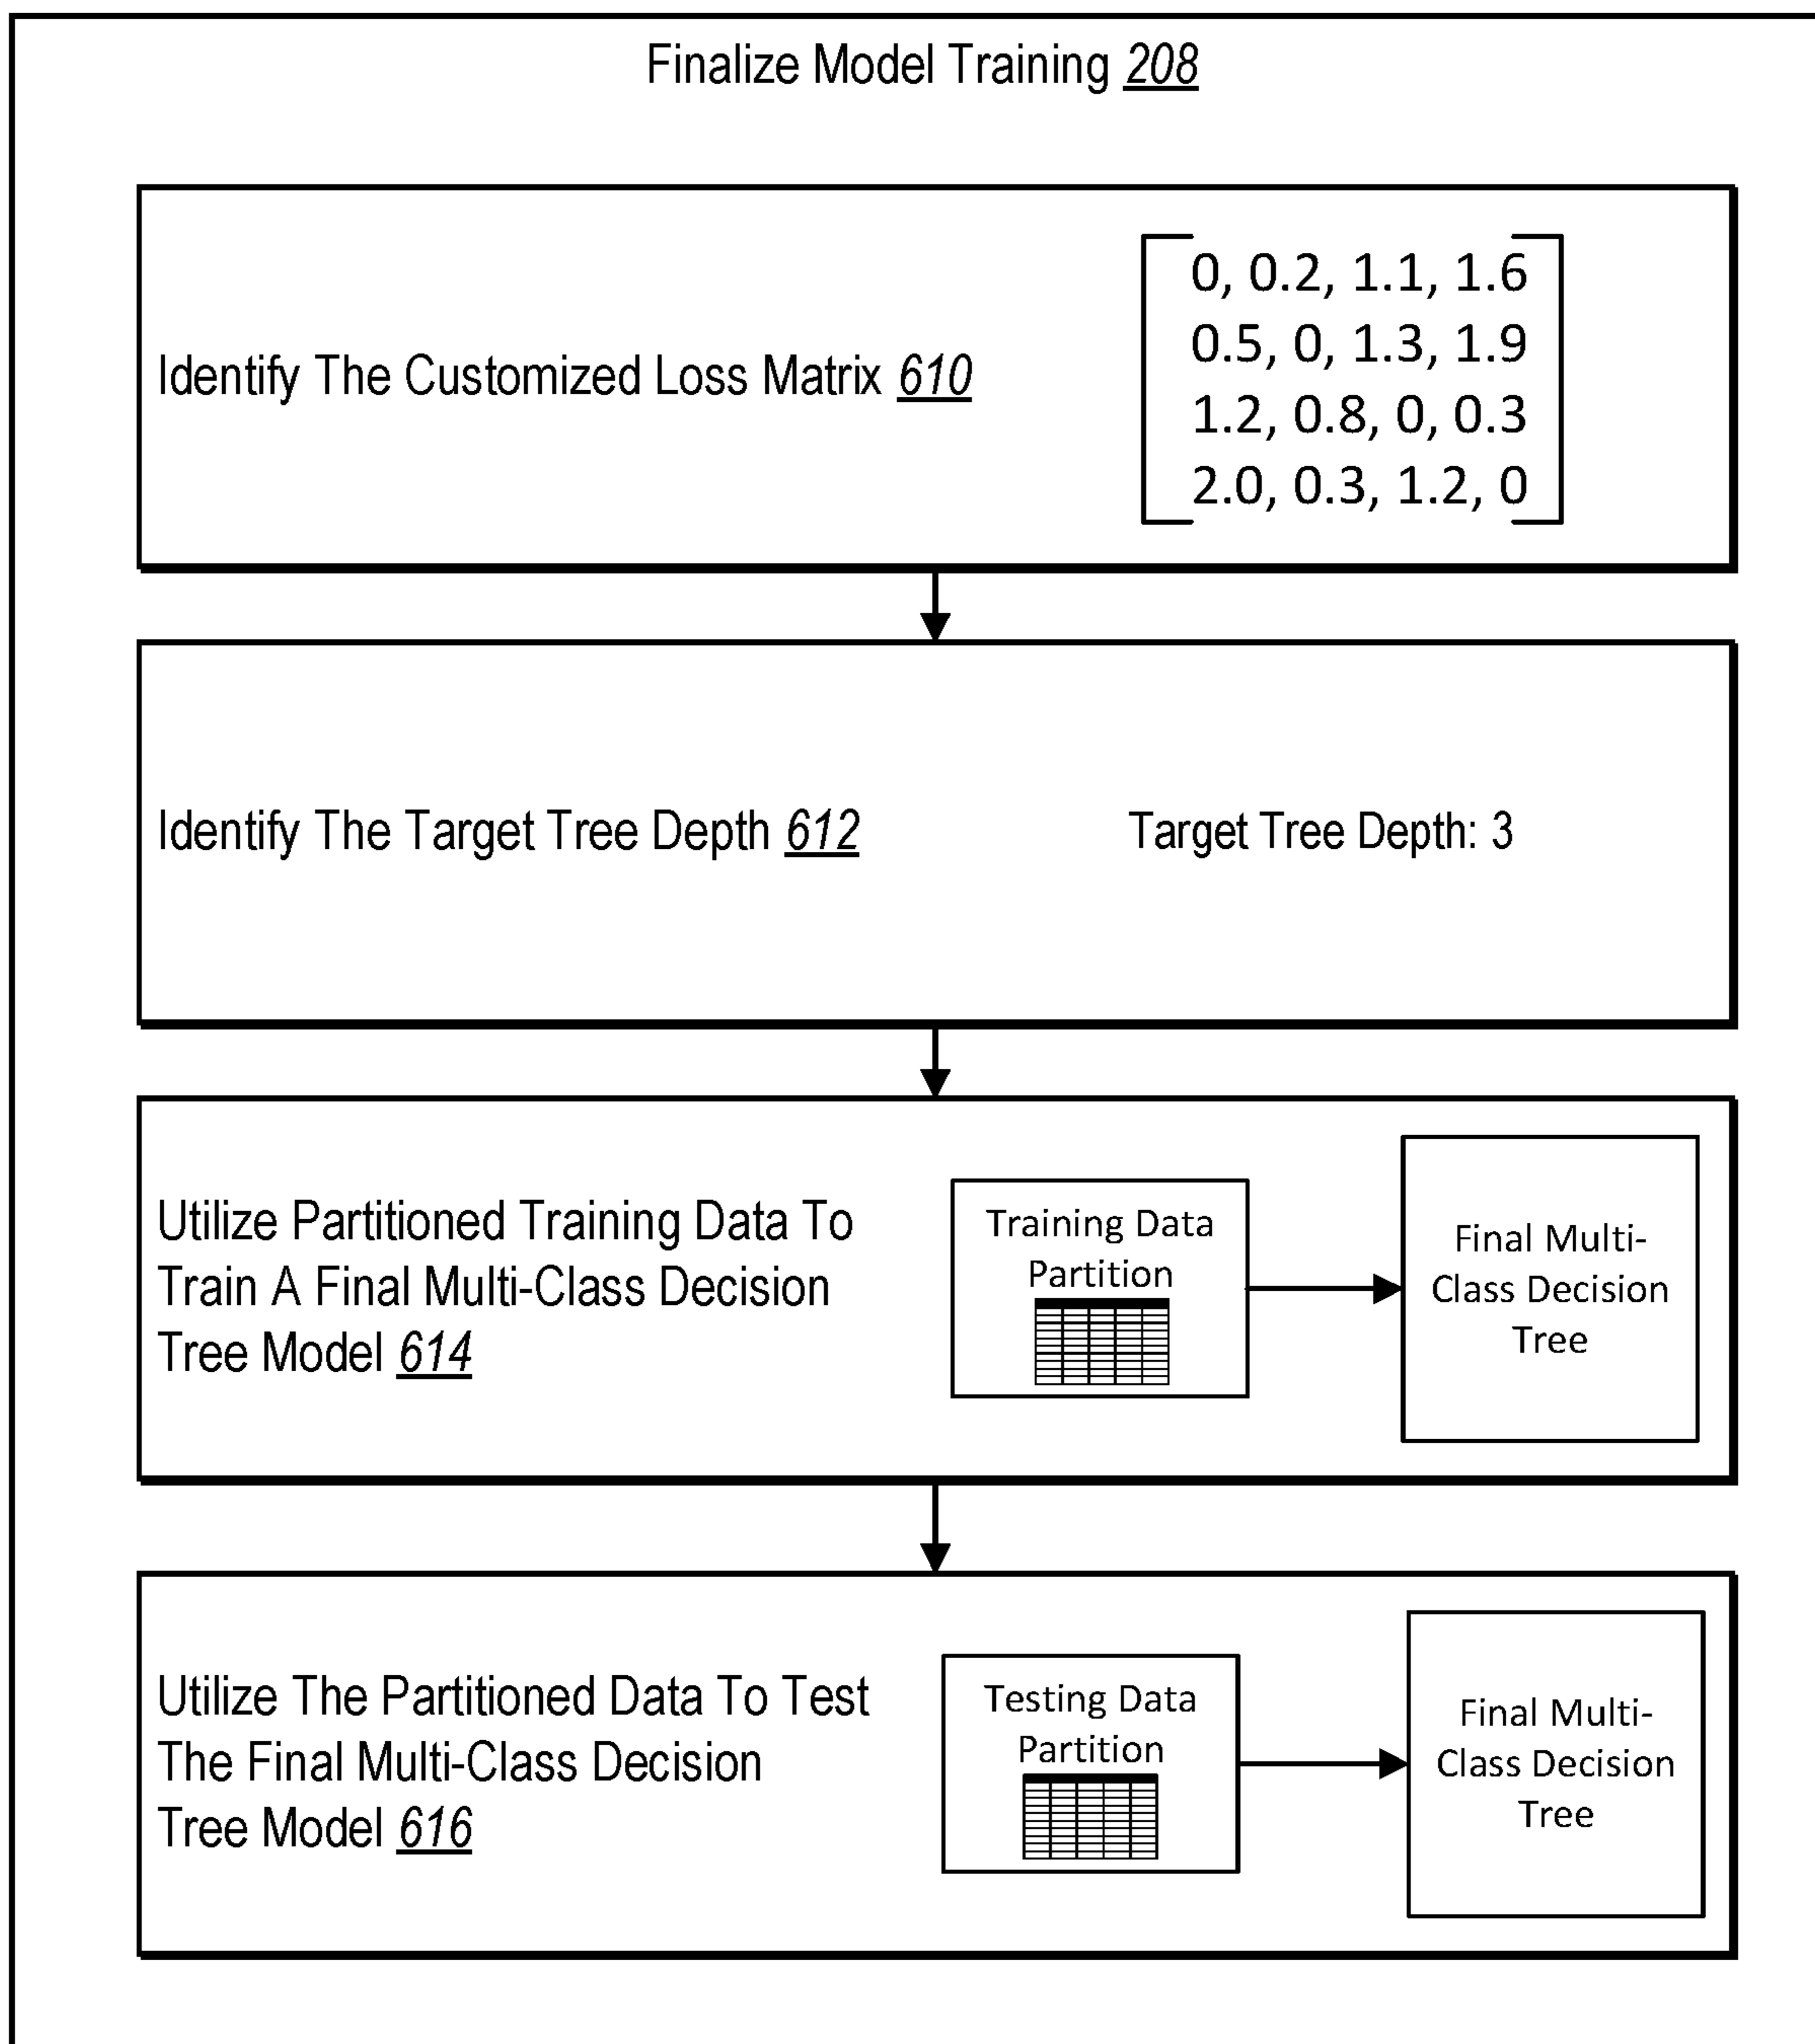 Finalize Model Training 208
Identify The Customized Loss Matrix 610
0, 0.2, 1.1, 1.6
0.5, 0, 1.3, 1.9
1.2, 0.8, 0, 0.3
2.0, 0.3, 1.2, 0
Identify The Target Tree Depth 612
Target Tree Depth: 3
Utilize Partitioned Training Data To
Train A Final Multi-Class Decision
Tree Model 614
Training Data
Partition
Final Multi-
Class Decision
Tree
Utilize The Partitioned Data To Test
The Final Multi-Class Decision
Tree Model 616
Testing Data
Partition
Final Multi-
Class Decision
Tree